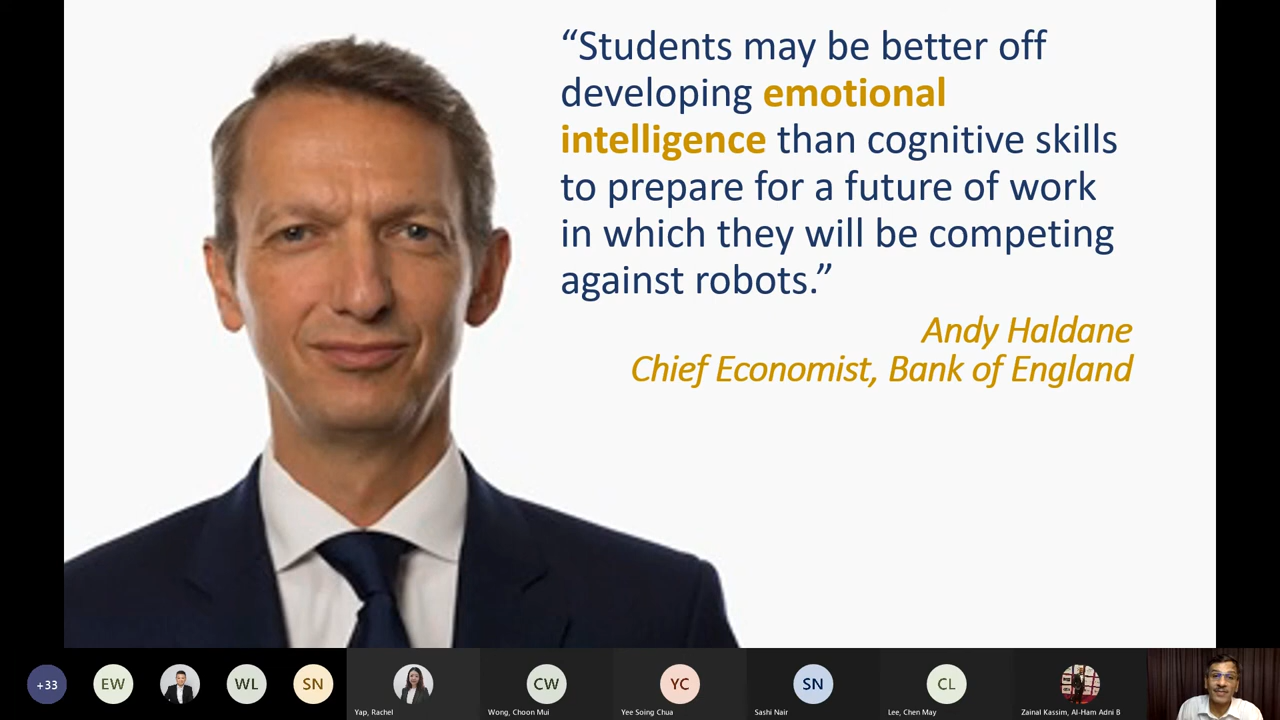 “Students may be better off
developing emotional
intelligence than cognitive skills
to prepare for a future of work
in which they will be competing
against robots.”
Andy Haldane
Chief Economist, Bank of England
+33
EW
WL
SN
Yap, Rachel
CW
Wong, Choon Mui
YC
Yee Soing Chua
SN
Sashi Nair
CL
Lee, Chen May
Zainal Kassim, Al-Ham Adni B